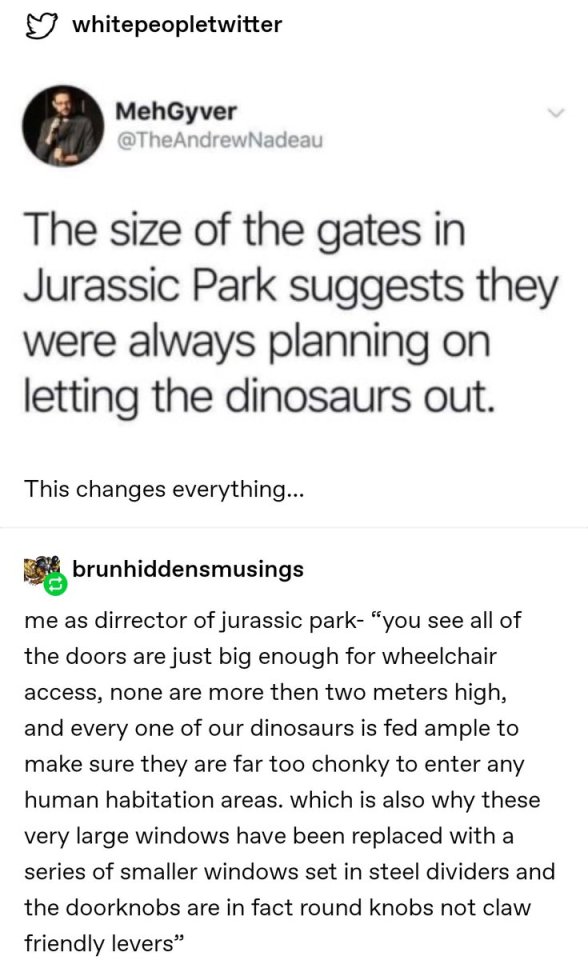 whitepeopletwitter
MehGyver
@TheAndrewNadeau
The size of the gates in
Jurassic Park suggests they
were always planning on
letting the dinosaurs out.
This changes everything...
brunhiddensmusings
me as dirrector of jurassic park- “you see all of
the doors are just big enough for wheelchair
access, none are more then two meters high,
and every one of our dinosaurs is fed ample to
make sure they are far too chonky to enter any
human habitation areas. which is also why these
very large windows have been replaced with a
series of smaller windows set in steel dividers and
the doorknobs are in fact round knobs not claw
friendly levers”